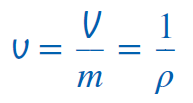 υ = V/m = 1/ρ